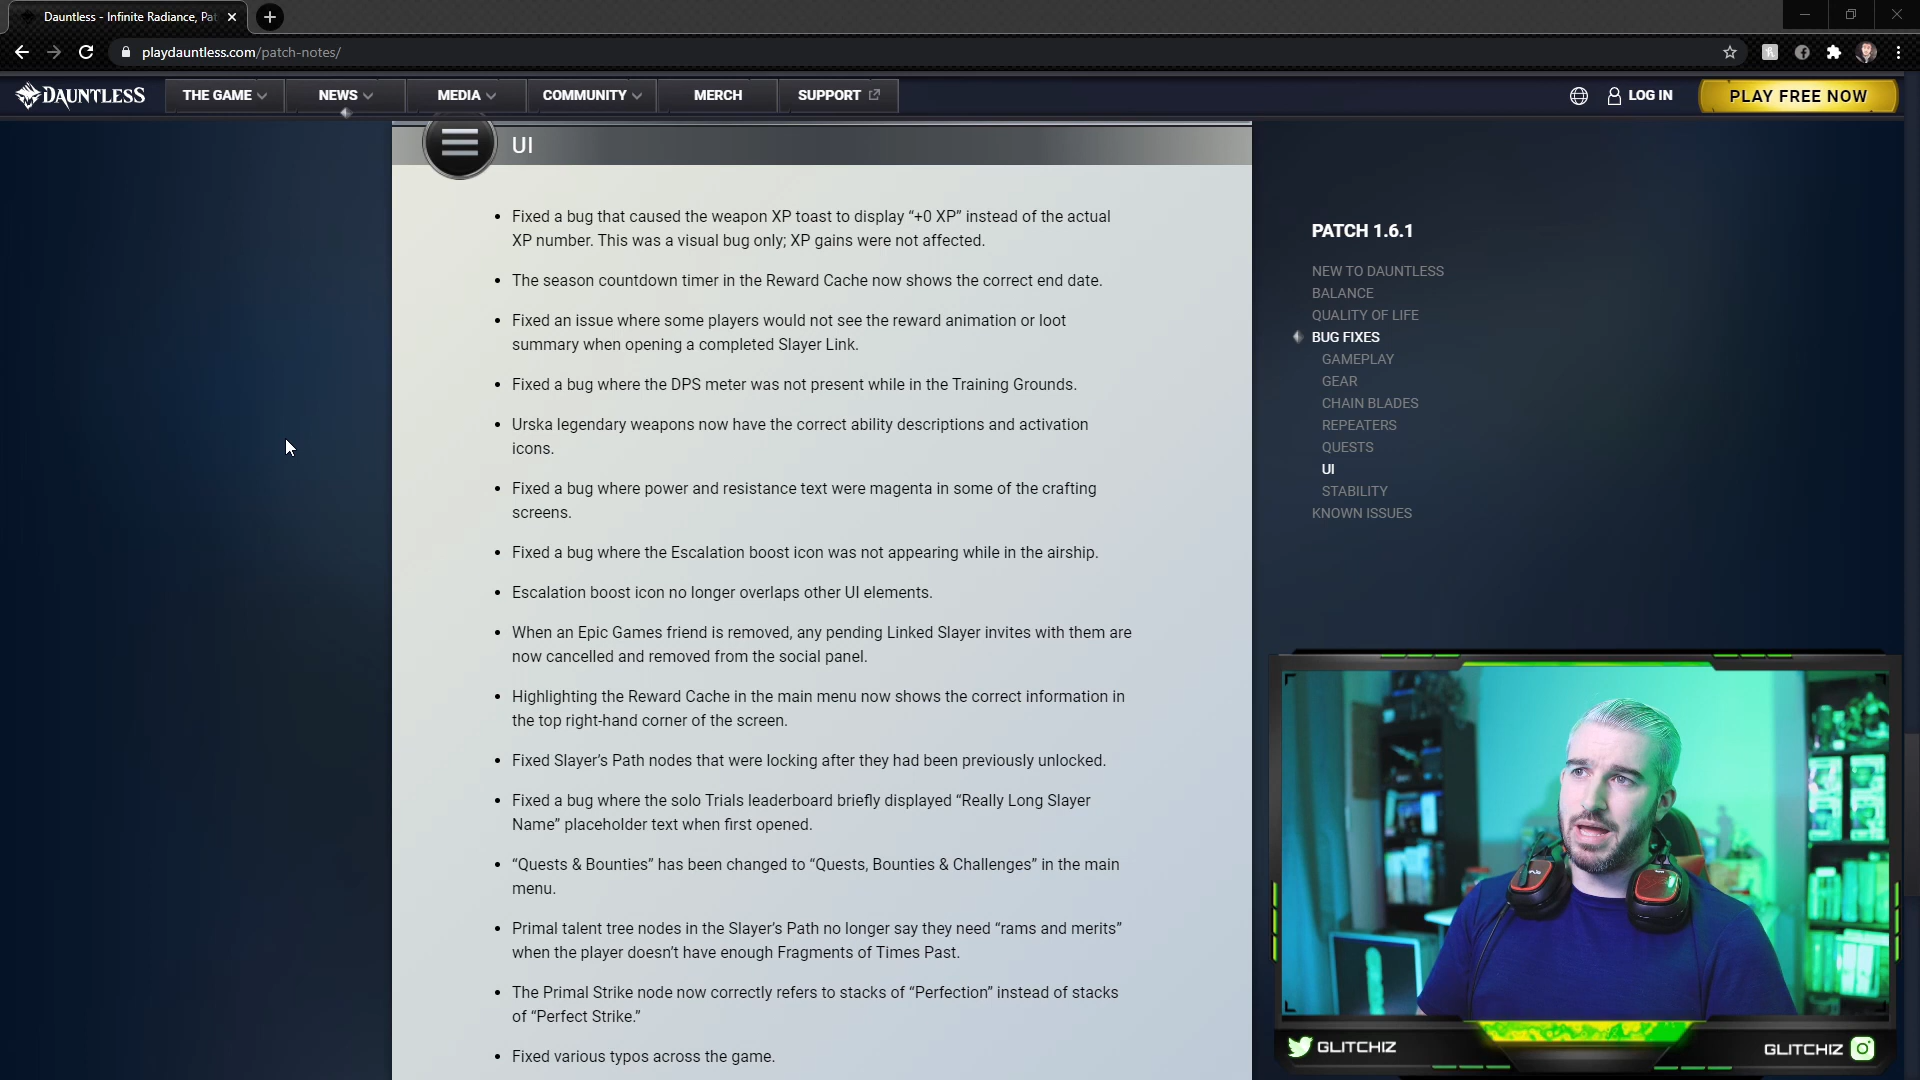 Dauntless - Infinite Radiance, Pat
playdauntless.com/patch-notes/
DAUNTLESS
THE GAME
NEWS
MEDIA
COMMUNITY
MERCH
SUPPORT
LOG IN
PLAY FREE NOW
UI
• Fixed a bug that caused the weapon XP toast to display “+0 XP” instead of the actual
XP number. This was a visual bug only; XP gains were not affected.
• The season countdown timer in the Reward Cache now shows the correct end date.
• Fixed an issue where some players would not see the reward animation or loot
summary when opening a completed Slayer Link.
• Fixed a bug where the DPS meter was not present while in the Training Grounds.
• Urska legendary weapons now have the correct ability descriptions and activation
icons.
• Fixed a bug where power and resistance text were magenta in some of the crafting
screens.
• Fixed a bug where the Escalation boost icon was not appearing while in the airship.
• Escalation boost icon no longer overlaps other UI elements.
• When an Epic Games friend is removed, any pending Linked Slayer invites with them are
now cancelled and removed from the social panel.
• Highlighting the Reward Cache in the main menu now shows the correct information in
the top right-hand corner of the screen.
• Fixed Slayer’s Path nodes that were locking after they had been previously unlocked.
• Fixed a bug where the solo Trials leaderboard briefly displayed “Really Long Slayer
Name” placeholder text when first opened.
• “Quests & Bounties” has been changed to “Quests, Bounties & Challenges” in the main
menu.
• Primal talent tree nodes in the Slayer’s Path no longer say they need “rams and merits”
when the player doesn’t have enough Fragments of Times Past.
• The Primal Strike node now correctly refers to stacks of “Perfection” instead of stacks
of “Perfect Strike.”
• Fixed various typos across the game.
PATCH 1.6.1
NEW TO DAUNTLESS
BALANCE
QUALITY OF LIFE
BUG FIXES
GAMEPLAY
GEAR
CHAIN BLADES
REPEATERS
QUESTS
UI
STABILITY
KNOWN ISSUES
GLITCHIZ
GLITCHIZ